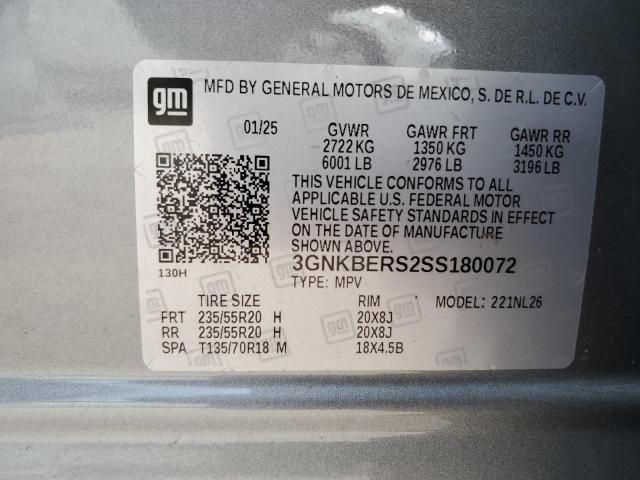 gm
MFD BY GENERAL MOTORS DE MEXICO, S. DE R.L. DE C.V.
01/25 GVWR GAWR FRT GAWR RR
2722 KG 1350 KG 1450 KG
6001 LB 2976 LB 3196 LB
THIS VEHICLE CONFORMS TO ALL
APPLICABLE U.S. FEDERAL MOTOR
VEHICLE SAFETY STANDARDS IN EFFECT
ON THE DATE OF MANUFACTURE
SHOWN ABOVE.
3GNKBERS2SS180072
130H
TYPE: MPV
TIRE SIZE RIM MODEL: 221NL26
FRT 235/55R20 H 20X8J
RR 235/55R20 H 20X8J
SPA T135/70R18 M 18X4.5B